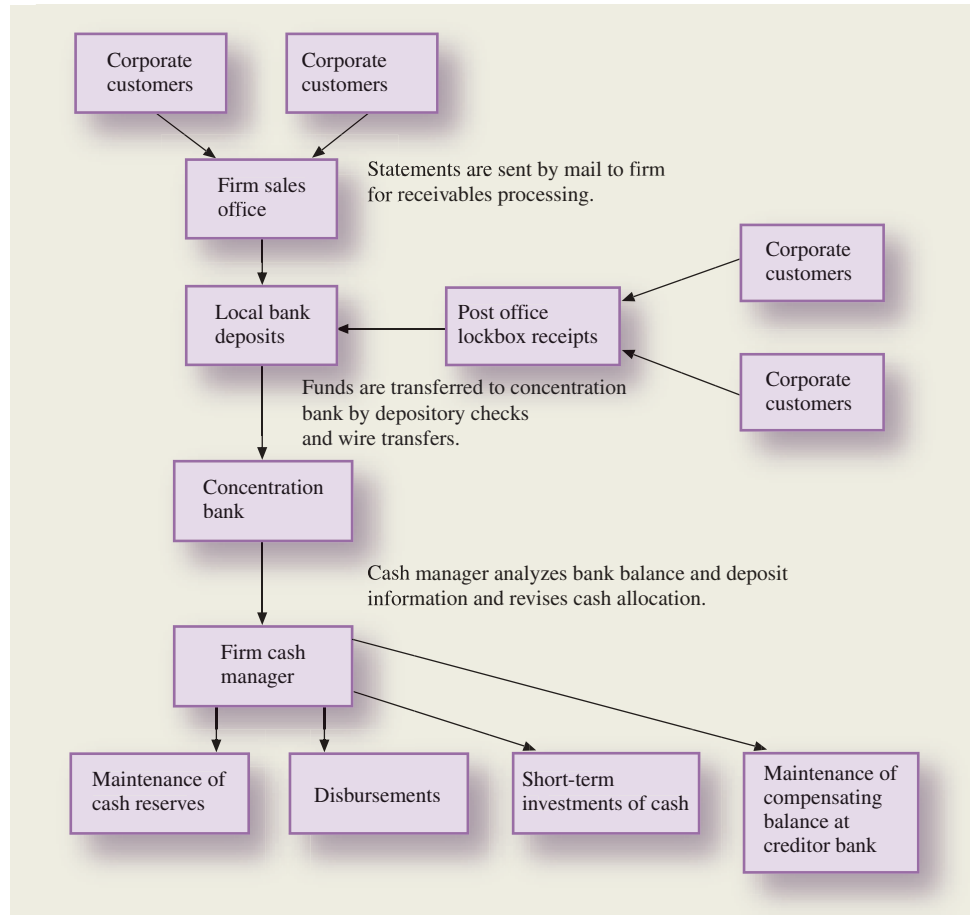 Corporate
customers
Corporate
customers
Firm sales
office
Statements are sent by mail to firm
for receivables processing.
Corporate
customers
Local bank
deposits
Post office
lockbox receipts
Corporate
customers
Funds are transferred to concentration
bank by depository checks
and wire transfers.
Concentration
bank
Cash manager analyzes bank balance and deposit
information and revises cash allocation.
Firm cash
manager
Maintenance of
cash reserves
Disbursements
Short-term
investments of cash
Maintenance of
compensating
balance at
creditor bank